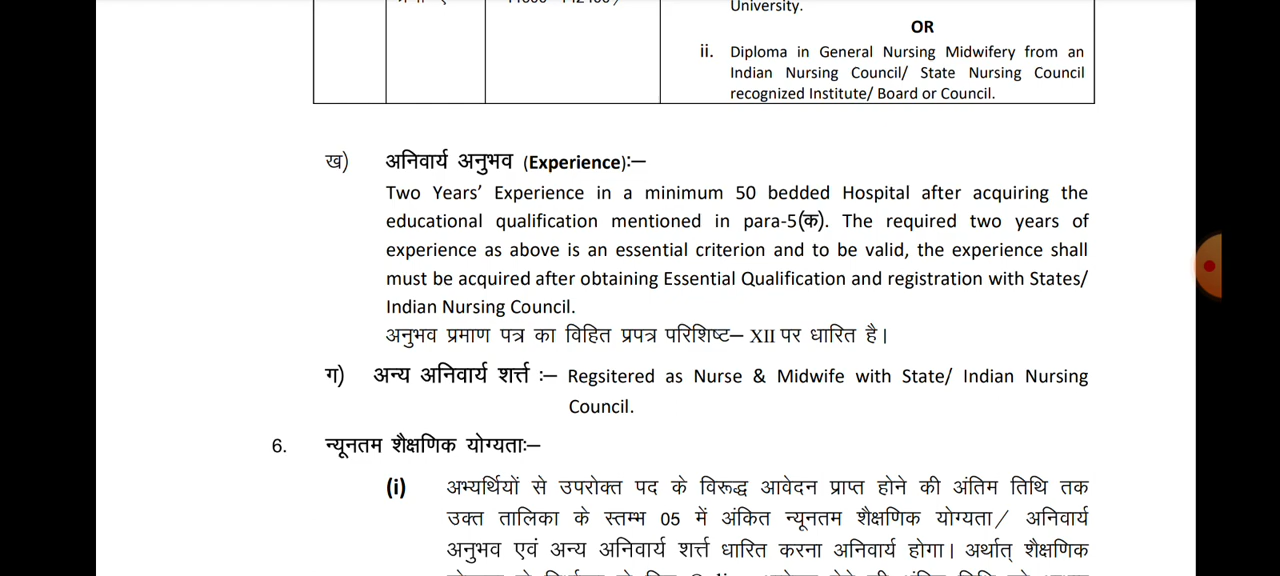 University.
OR
ii. Diploma in General Nursing Midwifery from an
Indian Nursing Council/ State Nursing Council
recognized Institute/ Board or Council.
ख) अनिवार्य अनुभव (Experience):–
Two Years’ Experience in a minimum 50 bedded Hospital after acquiring the
educational qualification mentioned in para-5(क). The required two years of
experience as above is an essential criterion and to be valid, the experience shall
must be acquired after obtaining Essential Qualification and registration with States/
Indian Nursing Council.
अनुभव प्रमाण पत्र का विहित प्रपत्र परिशिष्ट– XII पर धारित है।
ग) अन्य अनिवार्य शर्त्त :– Regsitered as Nurse & Midwife with State/ Indian Nursing
Council.
6. न्यूनतम शैक्षणिक योग्यताः–
(i) अभ्यर्थियों से उपरोक्त पद के विरूद्ध आवेदन प्राप्त होने की अंतिम तिथि तक
उक्त तालिका के स्तम्भ 05 में अंकित न्यूनतम शैक्षणिक योग्यता/ अनिवार्य
अनुभव एवं अन्य अनिवार्य शर्त्त धारित करना अनिवार्य होगा। अर्थात् शैक्षणिक